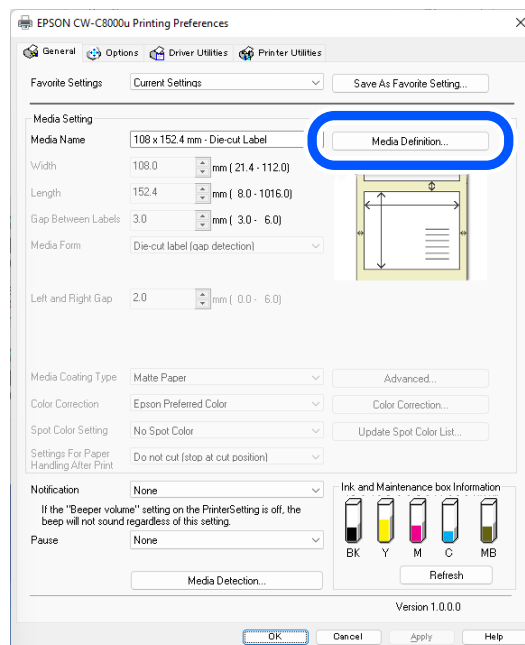 EPSON CW-C8000u Printing Preferences
General Options Driver Utilities Printer Utilities
Favorite Settings Current Settings Save As Favorite Setting...
Media Setting
Media Name 108 x 152.4 mm - Die-cut Label Media Definition...
Width 108.0 mm ( 21.4 - 112.0)
Length 152.4 mm ( 8.0 - 1016.0)
Gap Between Labels 3.0 mm ( 3.0 - 6.0)
Media Form Die-cut label (gap detection)
Left and Right Gap 2.0 mm ( 0.0 - 6.0)
Media Coating Type Matte Paper Advanced...
Color Correction Epson Preferred Color Color Correction...
Spot Color Setting No Spot Color Update Spot Color List...
Settings For Paper
Handling After Print Do not cut (stop at cut position)
Notification None
If the "Beeper volume" setting on the PrinterSetting is off, the
beep will not sound regardless of this setting.
Pause None
Media Detection...
Ink and Maintenance box Information
BK Y M C MB
Refresh
Version 1.0.0.0
OK Cancel Apply Help